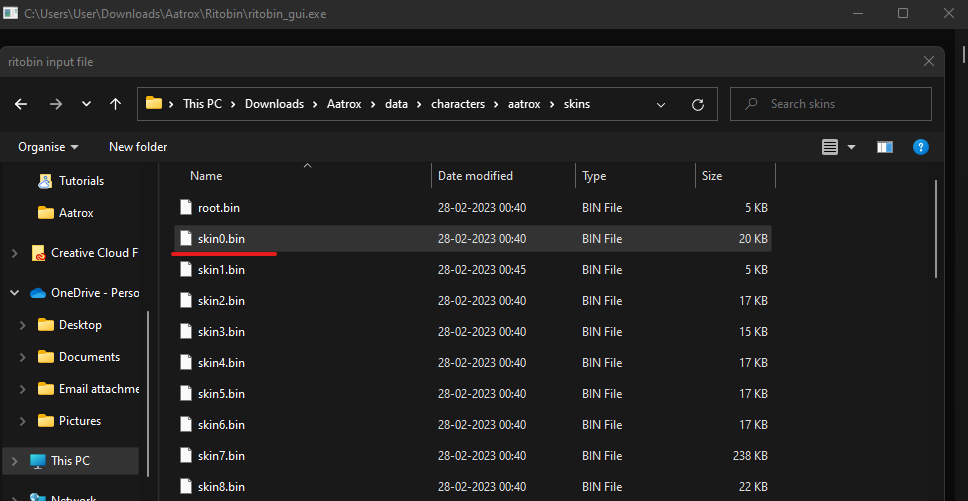 C:\Users\User\Downloads\Aatrox\Ritobin\ritobin_gui.exe
ritobin input file
This PC > Downloads > Aatrox > data > characters > aatrox > skins
Search skins
Organise New folder
Name Date modified Type Size
Tutorials
Aatrox
Creative Cloud F
OneDrive - Perso
Desktop
Documents
Email attachme
Pictures
This PC
Network
root.bin 28-02-2023 00:40 BIN File 5 KB
skin0.bin 28-02-2023 00:40 BIN File 20 KB
skin1.bin 28-02-2023 00:45 BIN File 5 KB
skin2.bin 28-02-2023 00:40 BIN File 17 KB
skin3.bin 28-02-2023 00:40 BIN File 15 KB
skin4.bin 28-02-2023 00:40 BIN File 17 KB
skin5.bin 28-02-2023 00:40 BIN File 17 KB
skin6.bin 28-02-2023 00:40 BIN File 17 KB
skin7.bin 28-02-2023 00:40 BIN File 238 KB
skin8.bin 28-02-2023 00:40 BIN File 22 KB